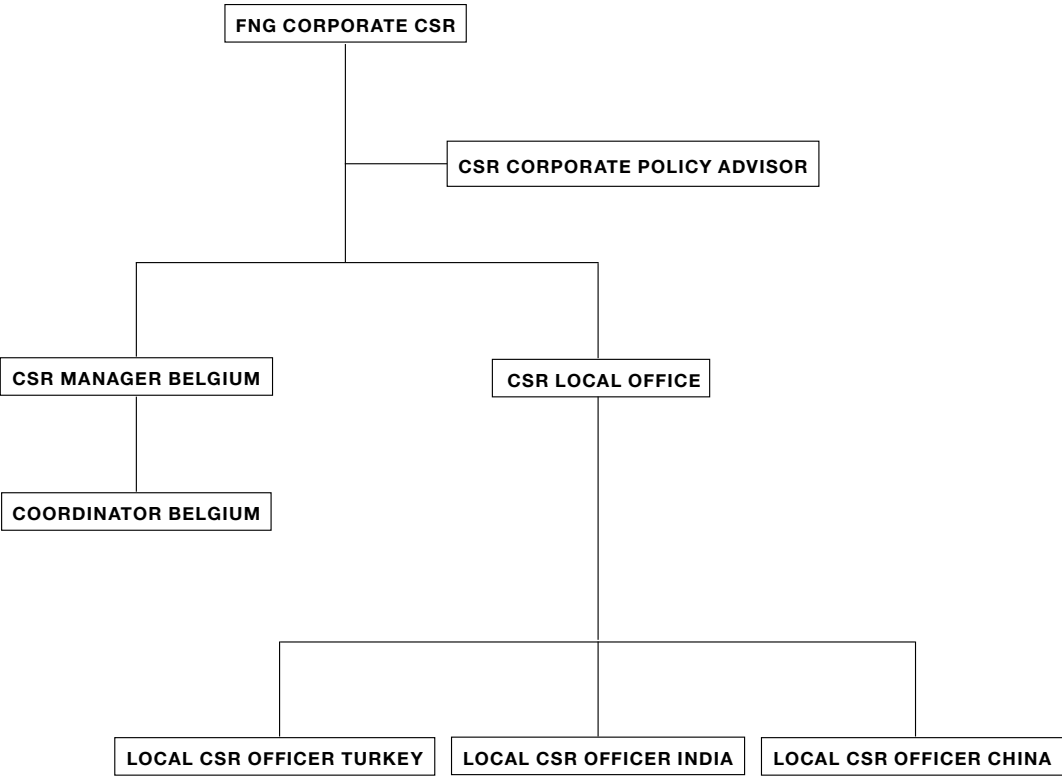 FNG CORPORATE CSR
CSR CORPORATE POLICY ADVISOR
CSR MANAGER BELGIUM
CSR LOCAL OFFICE
COORDINATOR BELGIUM
LOCAL CSR OFFICER TURKEY
LOCAL CSR OFFICER INDIA
LOCAL CSR OFFICER CHINA